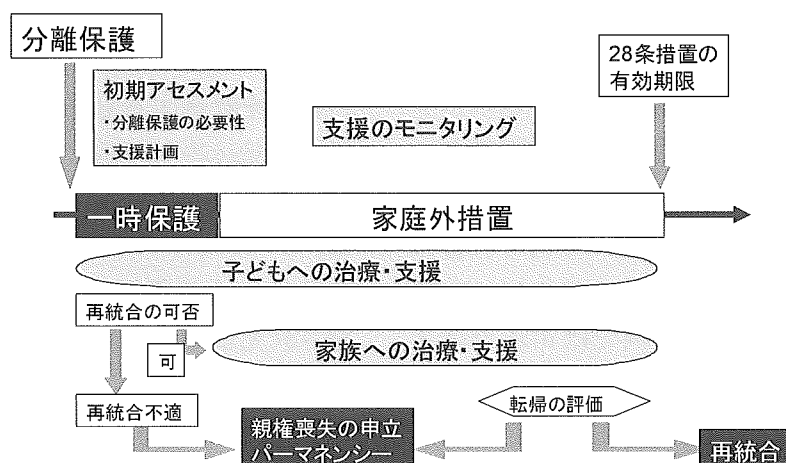 分離保護
28条措置の
有効期限
初期アセスメント
・分離保護の必要性
・支援計画
支援のモニタリング
一時保護
家庭外措置
子どもへの治療・支援
再統合の可否
可
家族への治療・支援
再統合不適
転帰の評価
親権喪失の申立
パーマネンシー
再統合